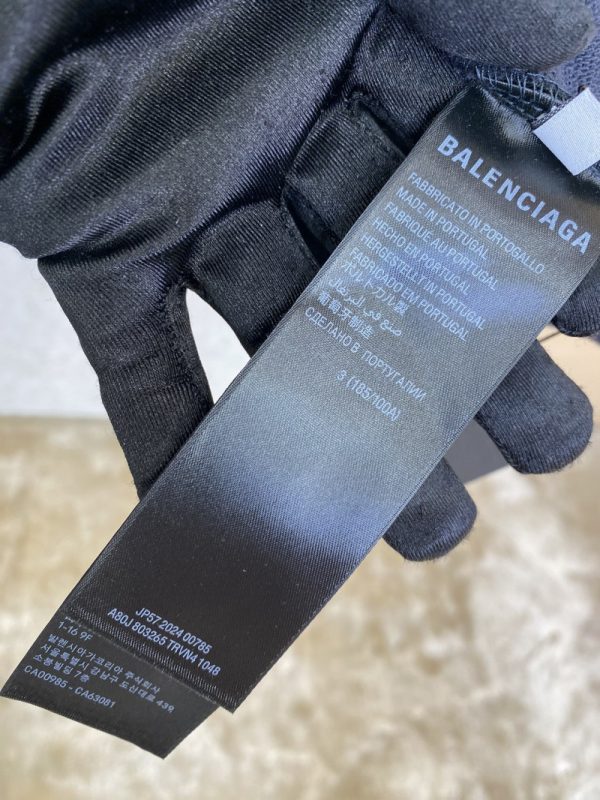 BALENCIAGA
FABBRICATO IN PORTOGALLO
MADE IN PORTUGAL
FABRIQUE AU PORTUGAL
HECHO EN PORTUGAL
HERGESTELLT IN PORTUGAL
FABRICADO EM PORTUGAL
ポルトガル製
صنع في البرتغال
葡萄牙制造
СДЕЛАНО В ПОРТУГАЛИИ
3 (185/100A)
JP57 2024 00785
A80J 803265 TRVN4 1048
1-16 9F
발렌시아가코리아 주식회사
서울특별시 강남구 도산대로 439,
소봉빌딩 7층
CA00985 - CA63081